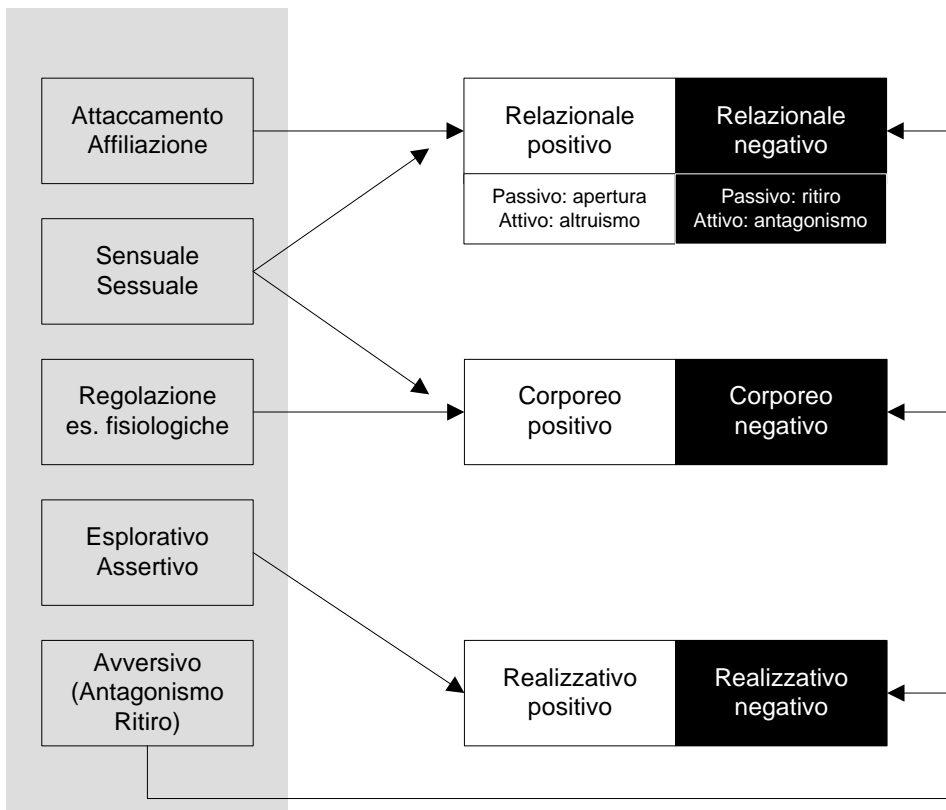 Attaccamento
Affiliazione
Relazionale
positivo
Relazionale
negativo
Passivo: apertura
Attivo: altruismo
Passivo: ritiro
Attivo: antagonismo
Sensuale
Sessuale
Regolazione
es. fisiologiche
Corporeo
positivo
Corporeo
negativo
Esplorativo
Assertivo
Avversivo
(Antagonismo
Ritiro)
Realizzativo
positivo
Realizzativo
negativo